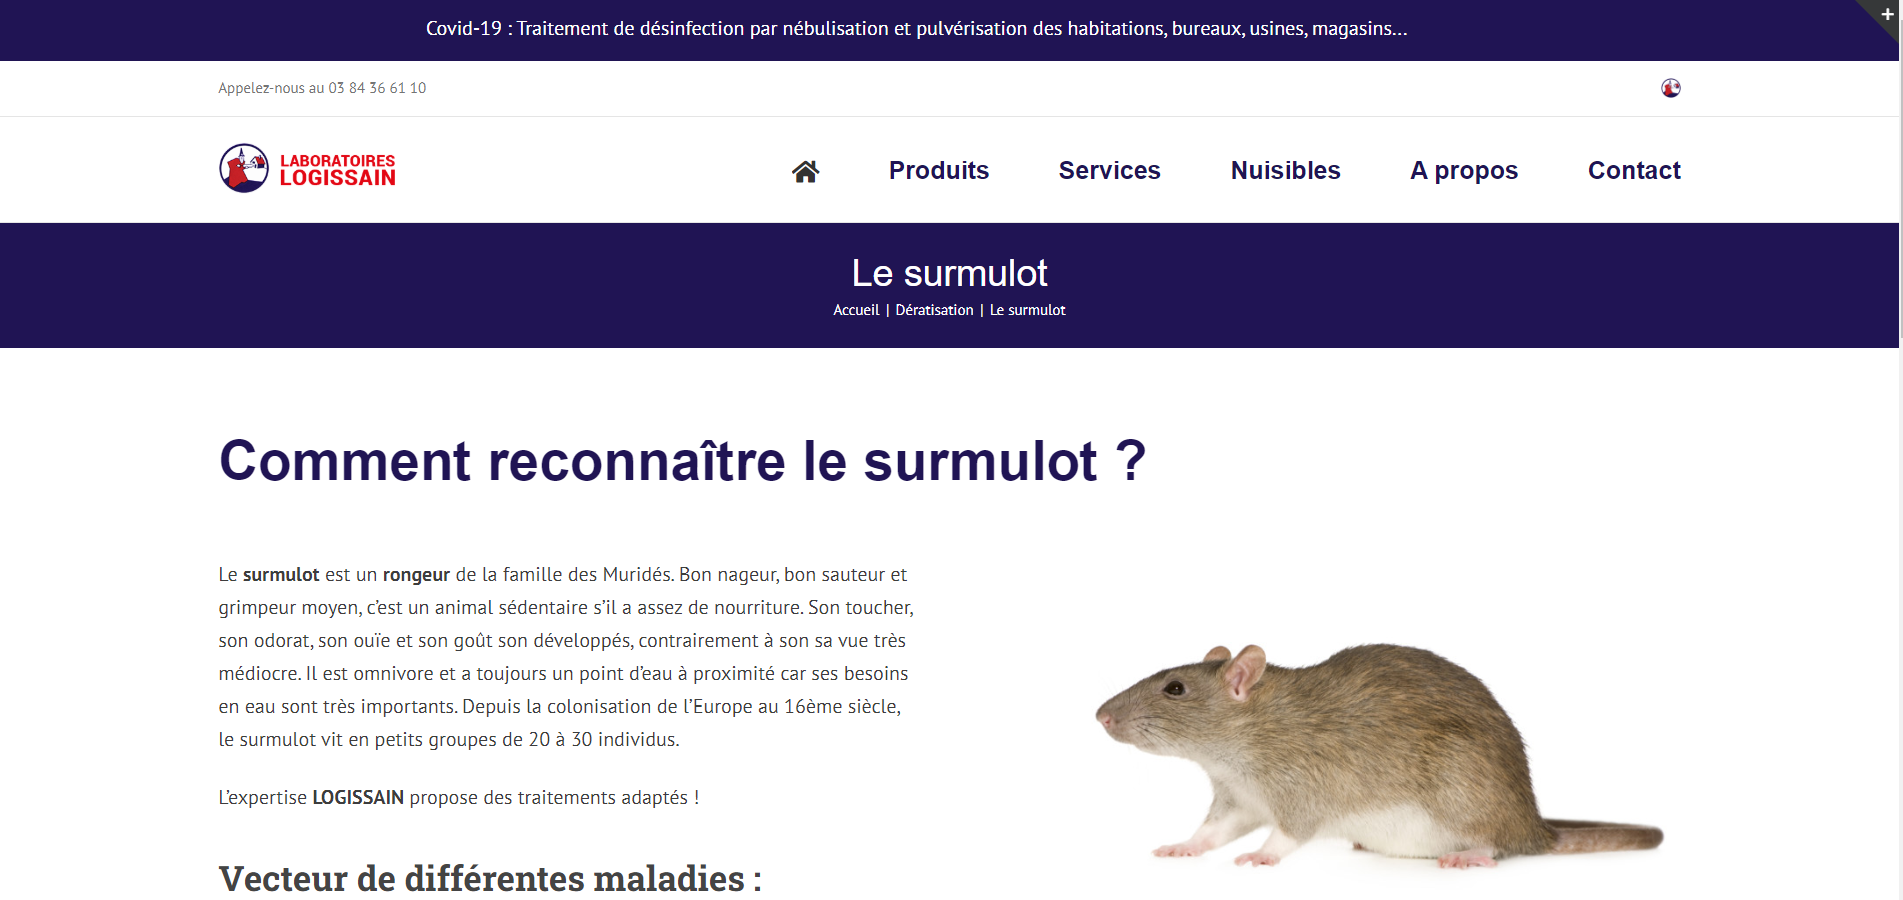 Covid-19 : Traitement de désinfection par nébulisation et pulvérisation des habitations, bureaux, usines, magasins...
+
Appelez-nous au 03 84 36 61 10
LABORATOIRES
LOGISSAIN
Produits Services Nuisibles A propos Contact
Le surmulot
Accueil | Dératisation | Le surmulot
Comment reconnaître le surmulot ?
Le surmulot est un rongeur de la famille des Muridés. Bon nageur, bon sauteur et
grimpeur moyen, c’est un animal sédentaire s’il a assez de nourriture. Son toucher,
son odorat, son ouïe et son goût son développés, contrairement à son sa vue très
médiocre. Il est omnivore et a toujours un point d’eau à proximité car ses besoins
en eau sont très importants. Depuis la colonisation de l’Europe au 16ème siècle,
le surmulot vit en petits groupes de 20 à 30 individus.
L’expertise LOGISSAIN propose des traitements adaptés !
Vecteur de différentes maladies :